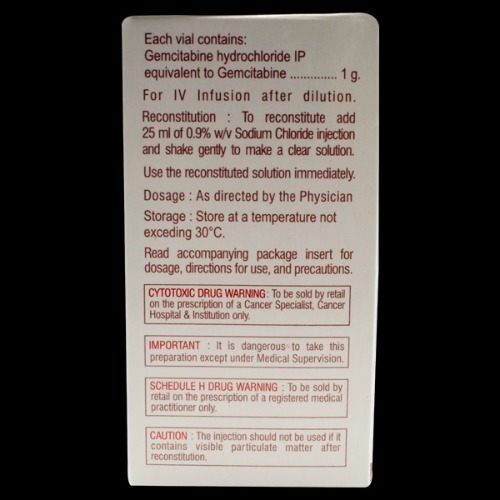 Each vial contains:
Gemcitabine hydrochloride IP
equivalent to Gemcitabine .............. 1 g.
For IV Infusion after dilution.
Reconstitution : To reconstitute add
25 ml of 0.9% w/v Sodium Chloride injection
and shake gently to make a clear solution.
Use the reconstituted solution immediately.
Dosage : As directed by the Physician
Storage : Store at a temperature not
exceding 30°C.
Read accompanying package insert for
dosage, directions for use, and precautions.
CYTOTOXIC DRUG WARNING : To be sold by retail
on the prescription of a Cancer Specialist, Cancer
Hospital & Institution only.
IMPORTANT : It is dangerous to take this
preparation except under Medical Supervision.
SCHEDULE H DRUG WARNING : To be sold by
retail on the prescription of a registered medical
practitioner only.
CAUTION : The injection should not be used if it
contains visible particulate matter after
reconstitution.